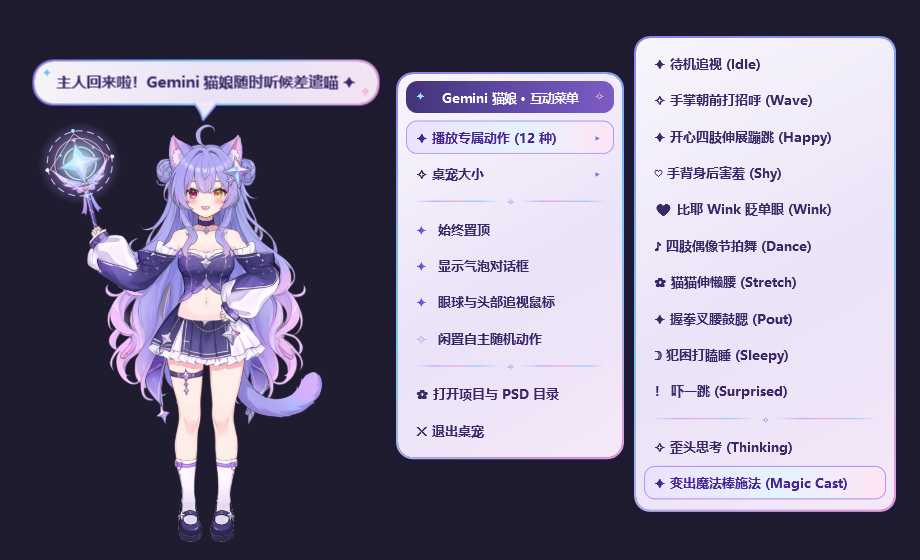 主人回来啦！Gemini 猫娘随时听候差遣喵 ✦
Gemini 猫娘 • 互动菜单
✦ 播放专属动作 (12 种) ▸
✧ 桌宠大小 ▸
✦ 始终置顶
✦ 显示气泡对话框
✦ 眼球与头部追视鼠标
✧ 闲置自主随机动作
✿ 打开项目与 PSD 目录
✕ 退出桌宠
✦ 待机追视 (Idle)
✧ 手掌朝前打招呼 (Wave)
✦ 开心四肢伸展蹦跳 (Happy)
♡ 手背身后害羞 (Shy)
♥ 比耶 Wink 眨单眼 (Wink)
♪ 四肢偶像节拍舞 (Dance)
✿ 猫猫伸懒腰 (Stretch)
✦ 握拳叉腰鼓腮 (Pout)
☽ 犯困打瞌睡 (Sleepy)
! 吓一跳 (Surprised)
✧ 歪头思考 (Thinking)
✦ 变出魔法棒施法 (Magic Cast)